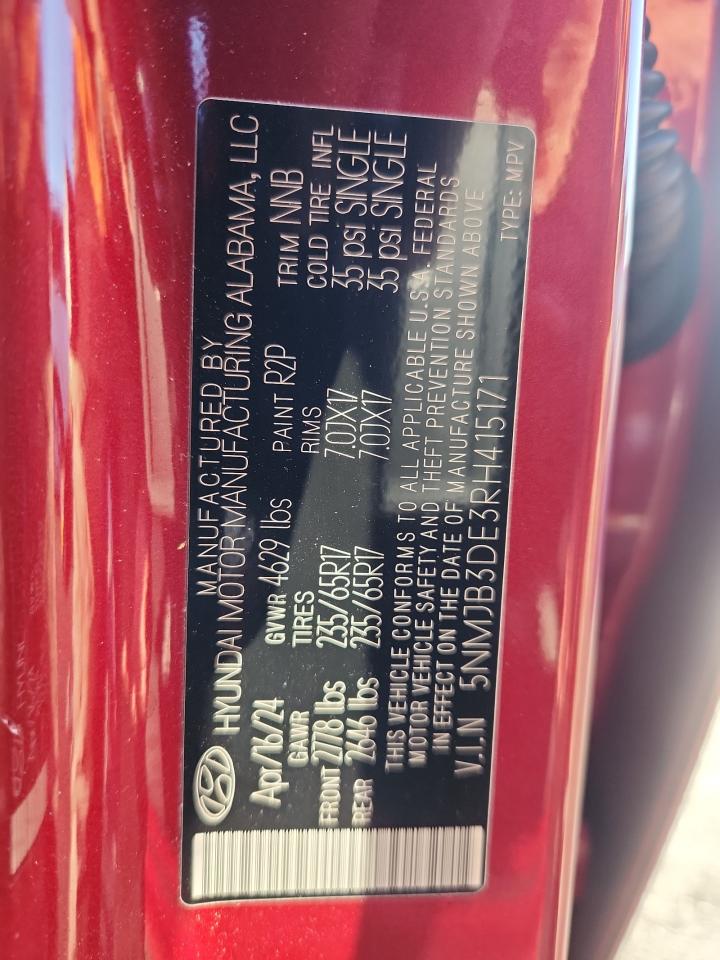 MANUFACTURED BY
HYUNDAI MOTOR MANUFACTURING ALABAMA, LLC
Apr/16/24 GVWR 4629 lbs PAINT R2P TRIM NNB
GAWR TIRES RIMS COLD TIRE INFL
FRONT 2778 lbs 235/65R17 7.0JX17 35 psi SINGLE
REAR 2646 lbs 235/65R17 7.0JX17 35 psi SINGLE
THIS VEHICLE CONFORMS TO ALL APPLICABLE U.S.A. FEDERAL
MOTOR VEHICLE SAFETY AND THEFT PREVENTION STANDARDS
IN EFFECT ON THE DATE OF MANUFACTURE SHOWN ABOVE
V.I.N 5NMJB3DE3RH415171
TYPE: MPV